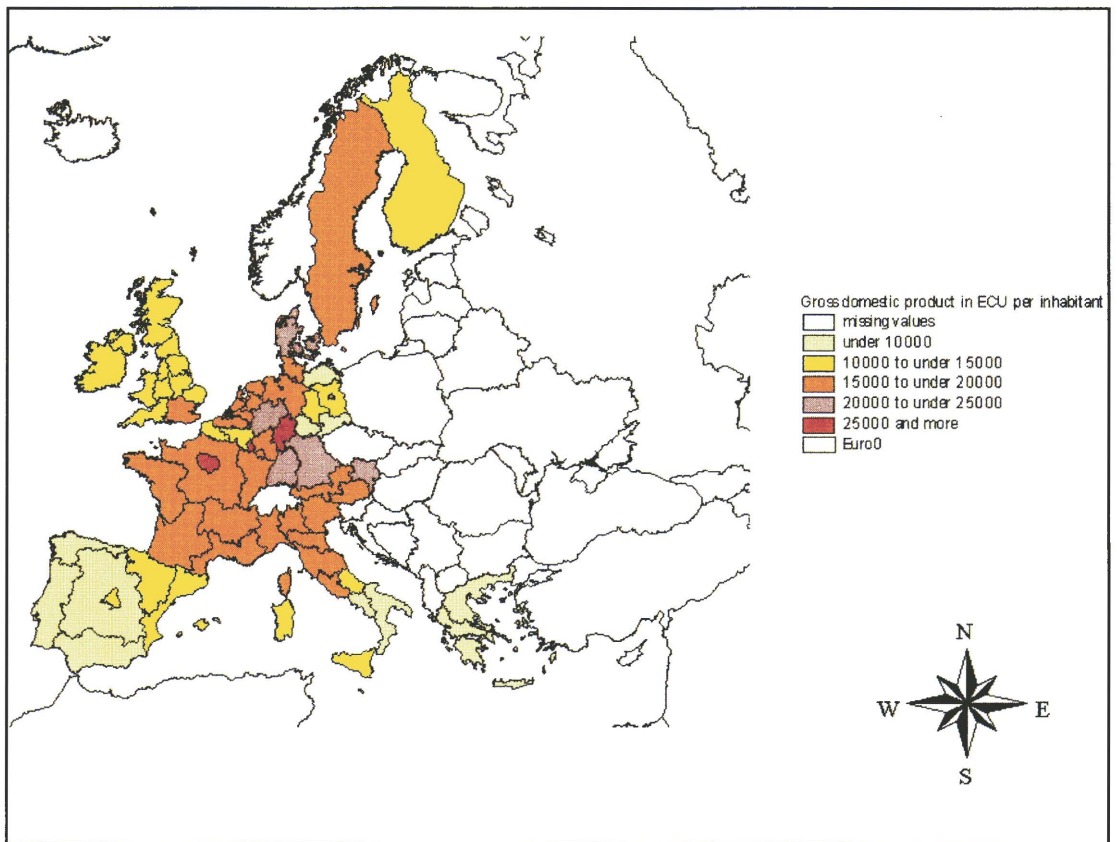 Gross domestic product in ECU per inhabitant
missing values
under 10000
10000 to under 15000
15000 to under 20000
20000 to under 25000
25000 and more
Euro0
N
W E
S